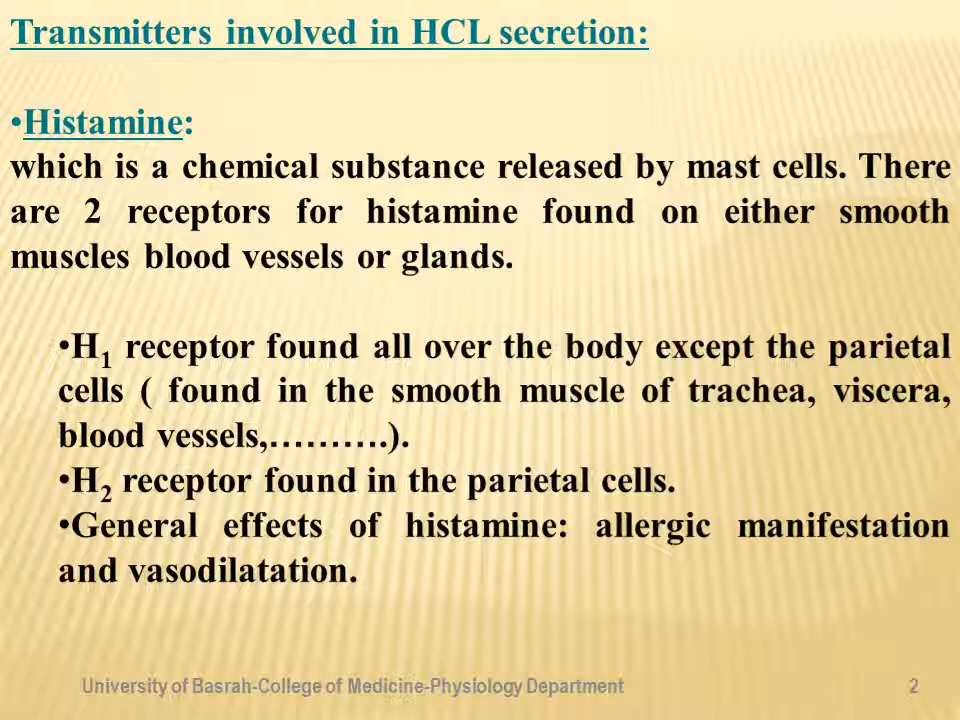 Transmitters involved in HCL secretion:
•Histamine:
which is a chemical substance released by mast cells. There
are 2 receptors for histamine found on either smooth
muscles blood vessels or glands.
•H1 receptor found all over the body except the parietal
cells ( found in the smooth muscle of trachea, viscera,
blood vessels,……….).
•H2 receptor found in the parietal cells.
•General effects of histamine: allergic manifestation
and vasodilatation.
University of Basrah-College of Medicine-Physiology Department 2